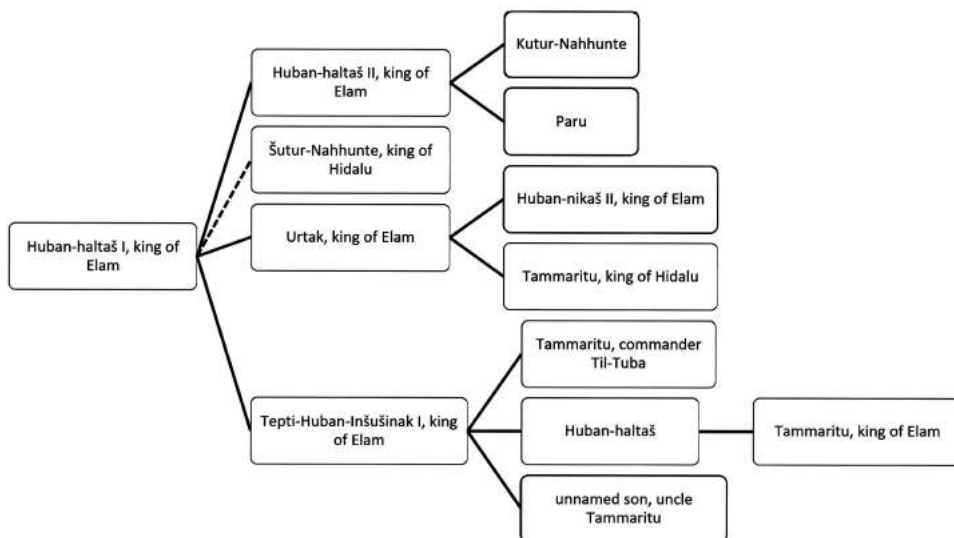 Kutur-Nahhunte
Huban-haltaš II, king of
Elam
Paru
Šutur-Nahhunte, king of
Hidalu
Huban-nikaš II, king of Elam
Urtak, king of Elam
Huban-haltaš I, king of
Elam
Tammaritu, king of Hidalu
Tammaritu, commander
Til-Tuba
Tepti-Huban-Inšušinak I, king
of Elam
Huban-haltaš
Tammaritu, king of Elam
unnamed son, uncle
Tammaritu